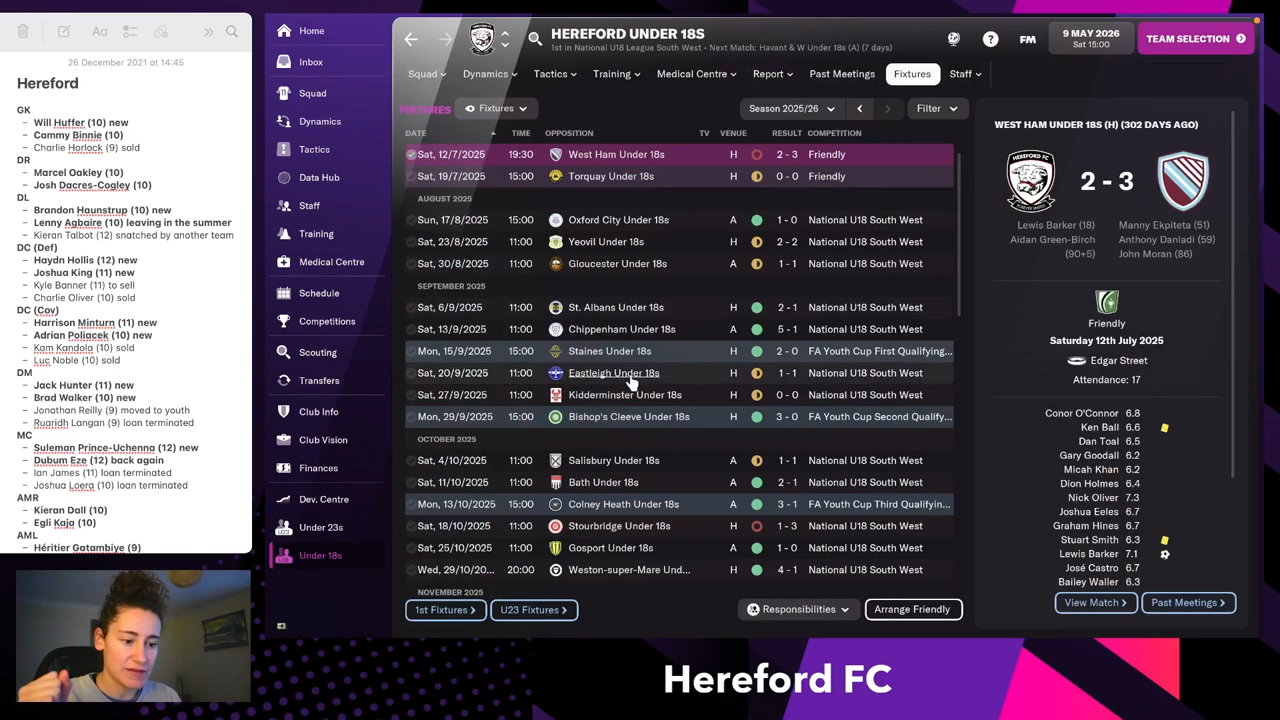 26 December 2021 at 14:45
Hereford
GK
- Will Huffer (10) new
- Cammy Binnie (10)
- Charlie Horlock (9) sold
DR
- Marcel Oakley (10)
- Josh Dacres-Cogley (10)
DL
- Brandon Haunstrup (10) new
- Lenny Agbaire (10) leaving in the summer
- Kieran Talbot (12) snatched by another team
DC (Def)
- Haydn Hollis (12) new
- Joshua King (11) new
- Kyle Banner (11) to sell
- Charlie Oliver (10) sold
DC (Cov)
- Harrison Minturn (11) new
- Adrian Poliacek (10) new
- Kam Kandola (10) sold
- Luc Noble (10) sold
DM
- Jack Hunter (11) new
- Brad Walker (10) new
- Jonathan Reilly (9) moved to youth
- Ruaridh Langan (9) loan terminated
MC
- Suleman Prince-Uchenna (12) new
- Dubum Eze (12) back again
- Ian James (11) loan terminated
- Joshua Loera (10) loan terminated
AMR
- Kieran Dall (10)
- Egli Kaja (10)
AML
- Héritier Gatambiye (9)
Home
Inbox
Squad
Dynamics
Tactics
Data Hub
Staff
Training
Medical Centre
Schedule
Competitions
Scouting
Transfers
Club Info
Club Vision
Finances
Dev. Centre
Under 23s
Under 18s
HEREFORD UNDER 18S
1st in National U18 League South West - Next Match: Havant & W Under 18s (A) (7 days)
FM
9 MAY 2026
Sat 15:00
TEAM SELECTION
Squad Dynamics Tactics Training Medical Centre Report Past Meetings Fixtures Staff
FIXTURES Fixtures Season 2025/26 Filter
DATE TIME OPPOSITION TV VENUE RESULT COMPETITION
Sat, 12/7/2025 19:30 West Ham Under 18s H 2 - 3 Friendly
Sat, 19/7/2025 15:00 Torquay Under 18s H 0 - 0 Friendly
AUGUST 2025
Sun, 17/8/2025 15:00 Oxford City Under 18s A 1 - 0 National U18 South West
Sat, 23/8/2025 11:00 Yeovil Under 18s H 2 - 2 National U18 South West
Sat, 30/8/2025 11:00 Gloucester Under 18s A 1 - 1 National U18 South West
SEPTEMBER 2025
Sat, 6/9/2025 11:00 St. Albans Under 18s H 2 - 1 National U18 South West
Sat, 13/9/2025 11:00 Chippenham Under 18s A 5 - 1 National U18 South West
Mon, 15/9/2025 15:00 Staines Under 18s H 2 - 0 FA Youth Cup First Qualifying...
Sat, 20/9/2025 11:00 Eastleigh Under 18s H 1 - 1 National U18 South West
Sat, 27/9/2025 11:00 Kidderminster Under 18s H 0 - 0 National U18 South West
Mon, 29/9/2025 15:00 Bishop's Cleeve Under 18s H 3 - 0 FA Youth Cup Second Qualify...
OCTOBER 2025
Sat, 4/10/2025 11:00 Salisbury Under 18s A 1 - 1 National U18 South West
Sat, 11/10/2025 11:00 Bath Under 18s A 2 - 1 National U18 South West
Mon, 13/10/2025 15:00 Colney Heath Under 18s A 3 - 1 FA Youth Cup Third Qualifyin...
Sat, 18/10/2025 11:00 Stourbridge Under 18s H 1 - 3 National U18 South West
Sat, 25/10/2025 11:00 Gosport Under 18s A 1 - 0 National U18 South West
Wed, 29/10/20... 20:00 Weston-super-Mare Und... A 4 - 1 National U18 South West
NOVEMBER 2025
1st Fixtures U23 Fixtures Responsibilities Arrange Friendly
WEST HAM UNDER 18S (H) (302 DAYS AGO)
2 - 3
Lewis Barker (18) Manny Ekpiteta (51)
Aidan Green-Birch Anthony Danladi (59)
(90+5) John Moran (86)
Friendly
Saturday 12th July 2025
Edgar Street
Attendance: 17
Conor O'Connor 6.8
Ken Ball 6.6
Dan Toal 6.5
Gary Goodall 6.2
Micah Khan 6.2
Dion Holmes 6.4
Nick Oliver 7.3
Joshua Eeles 6.7
Graham Hines 6.7
Stuart Smith 6.3
Lewis Barker 7.1
José Castro 6.7
Bailey Waller 6.3
View Match Past Meetings
Hereford FC